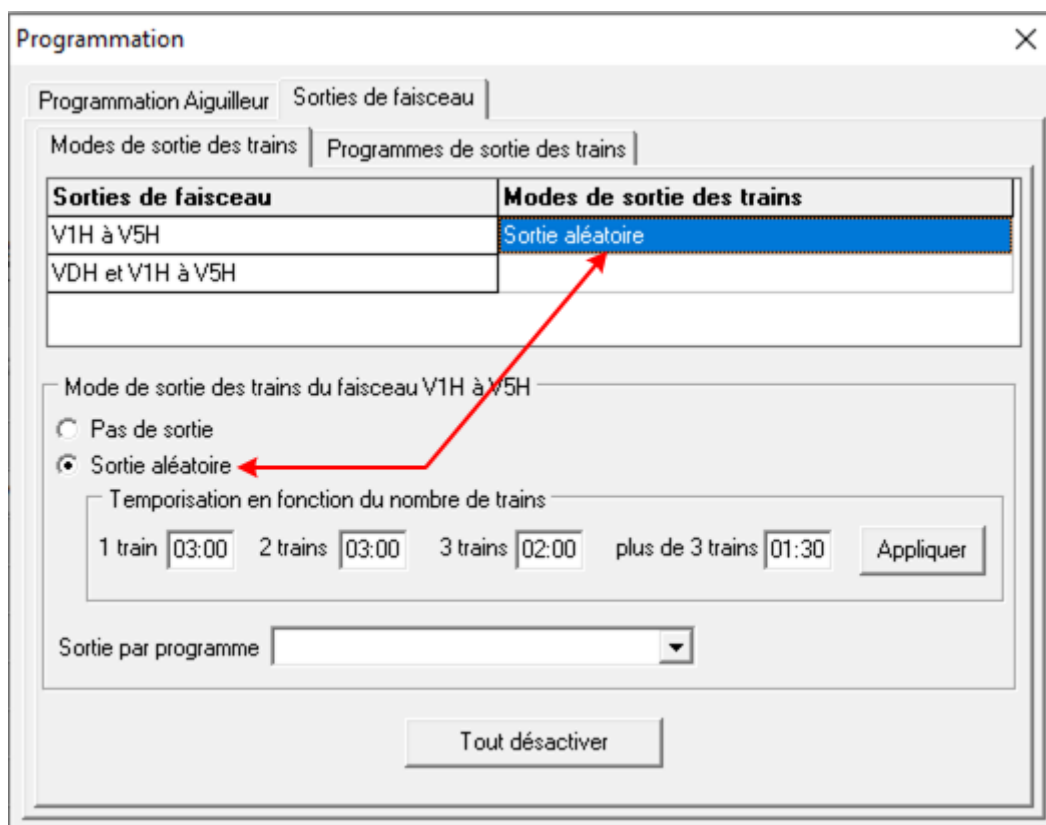 Programmation
Programmation Aiguilleur Sorties de faisceau
Modes de sortie des trains Programmes de sortie des trains
Sorties de faisceau Modes de sortie des trains
V1H à V5H Sortie aléatoire
VDH et V1H à V5H
Mode de sortie des trains du faisceau V1H à V5H
Pas de sortie
Sortie aléatoire
Temporisation en fonction du nombre de trains
1 train 03:00 2 trains 03:00 3 trains 02:00 plus de 3 trains 01:30 Appliquer
Sortie par programme
Tout désactiver